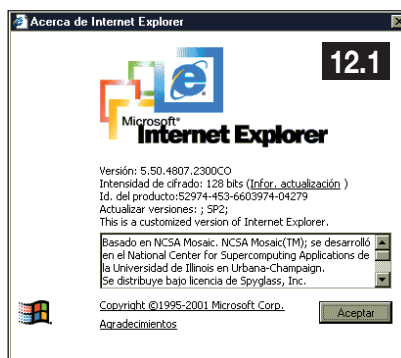 Acerca de Internet Explorer
12.1
Microsoft®
Internet Explorer
Versión: 5.50.4807.2300CO
Intensidad de cifrado: 128 bits (Infor. actualización )
Id. del producto:52974-453-6603974-04279
Actualizar versiones: ; SP2;
This is a customized version of Internet Explorer.
Basado en NCSA Mosaic. NCSA Mosaic(TM); se desarrolló
en el National Center for Supercomputing Applications de
la Universidad de Illinois en Urbana-Champaign.
Se distribuye bajo licencia de Spyglass, Inc.
Copyright ©1995-2001 Microsoft Corp.
Aceptar
Agradecimientos